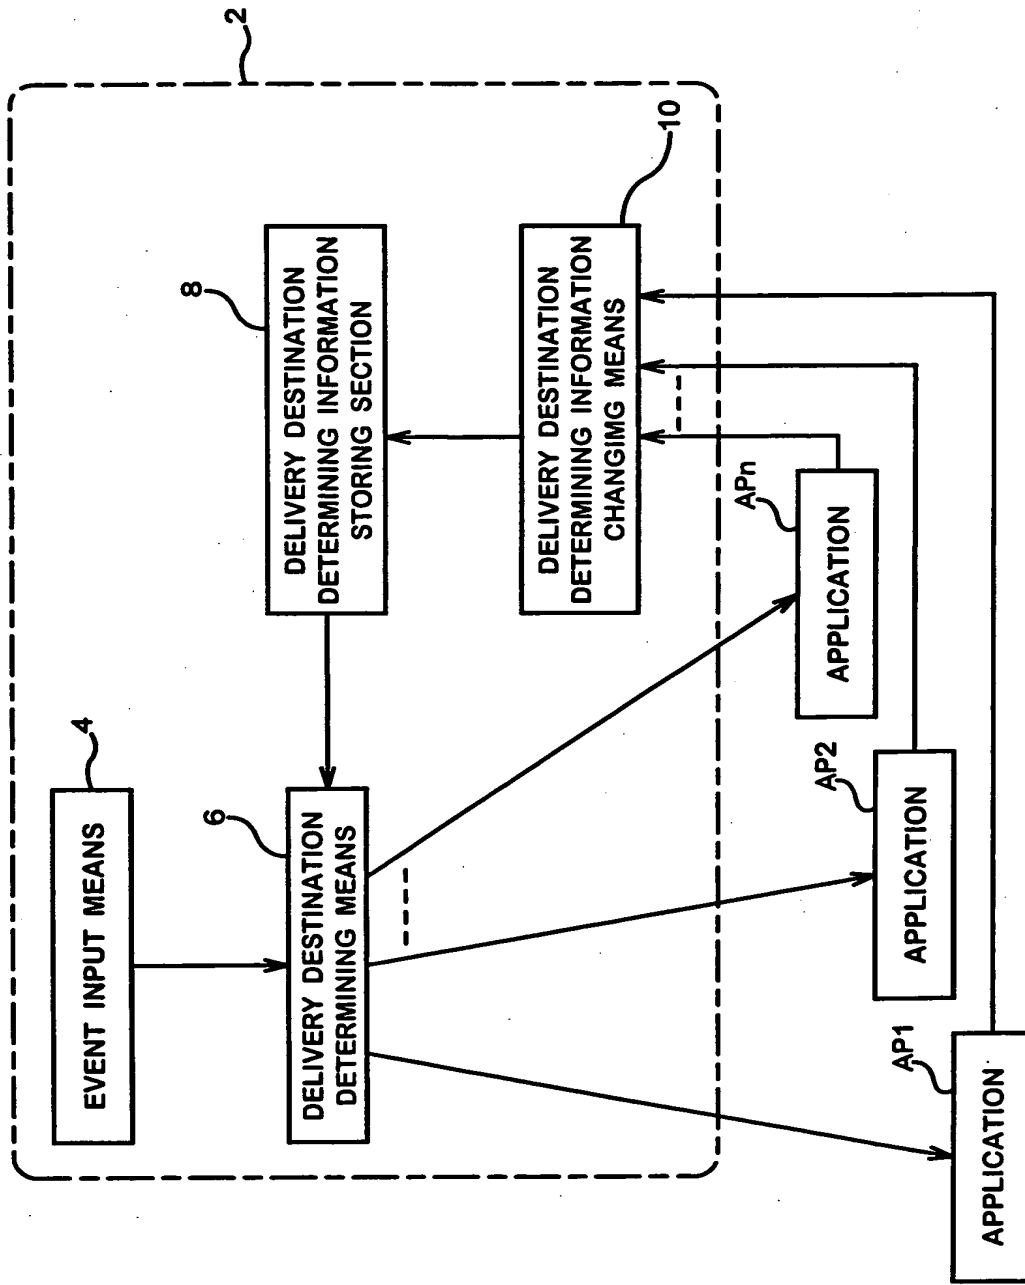 2
4
EVENT INPUT MEANS
6
DELIVERY DESTINATION
DETERMINING MEANS
8
DELIVERY DESTINATION
DETERMINING INFORMATION
STORING SECTION
10
DELIVERY DESTINATION
DETERMINING INFORMATION
CHANGIMG MEANS
AP1
APPLICATION
AP2
APPLICATION
APn
APPLICATION